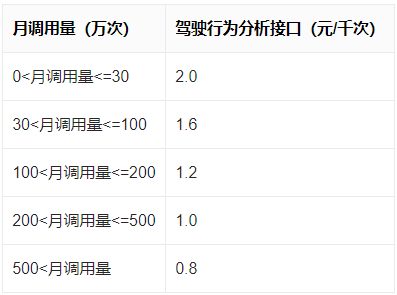 月调用量（万次） 驾驶行为分析接口（元/千次）
0<月调用量<=30 2.0
30<月调用量<=100 1.6
100<月调用量<=200 1.2
200<月调用量<=500 1.0
500<月调用量 0.8